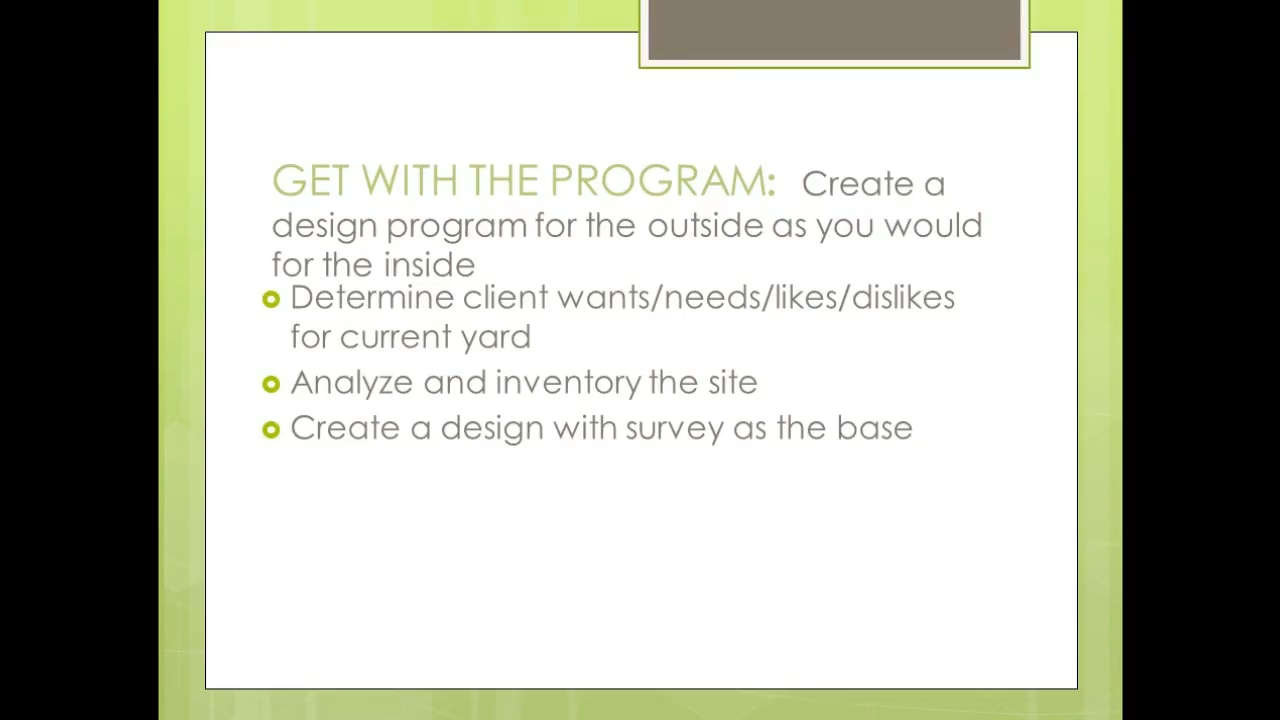 GET WITH THE PROGRAM: Create a
design program for the outside as you would
for the inside
Determine client wants/needs/likes/dislikes
for current yard
Analyze and inventory the site
Create a design with survey as the base